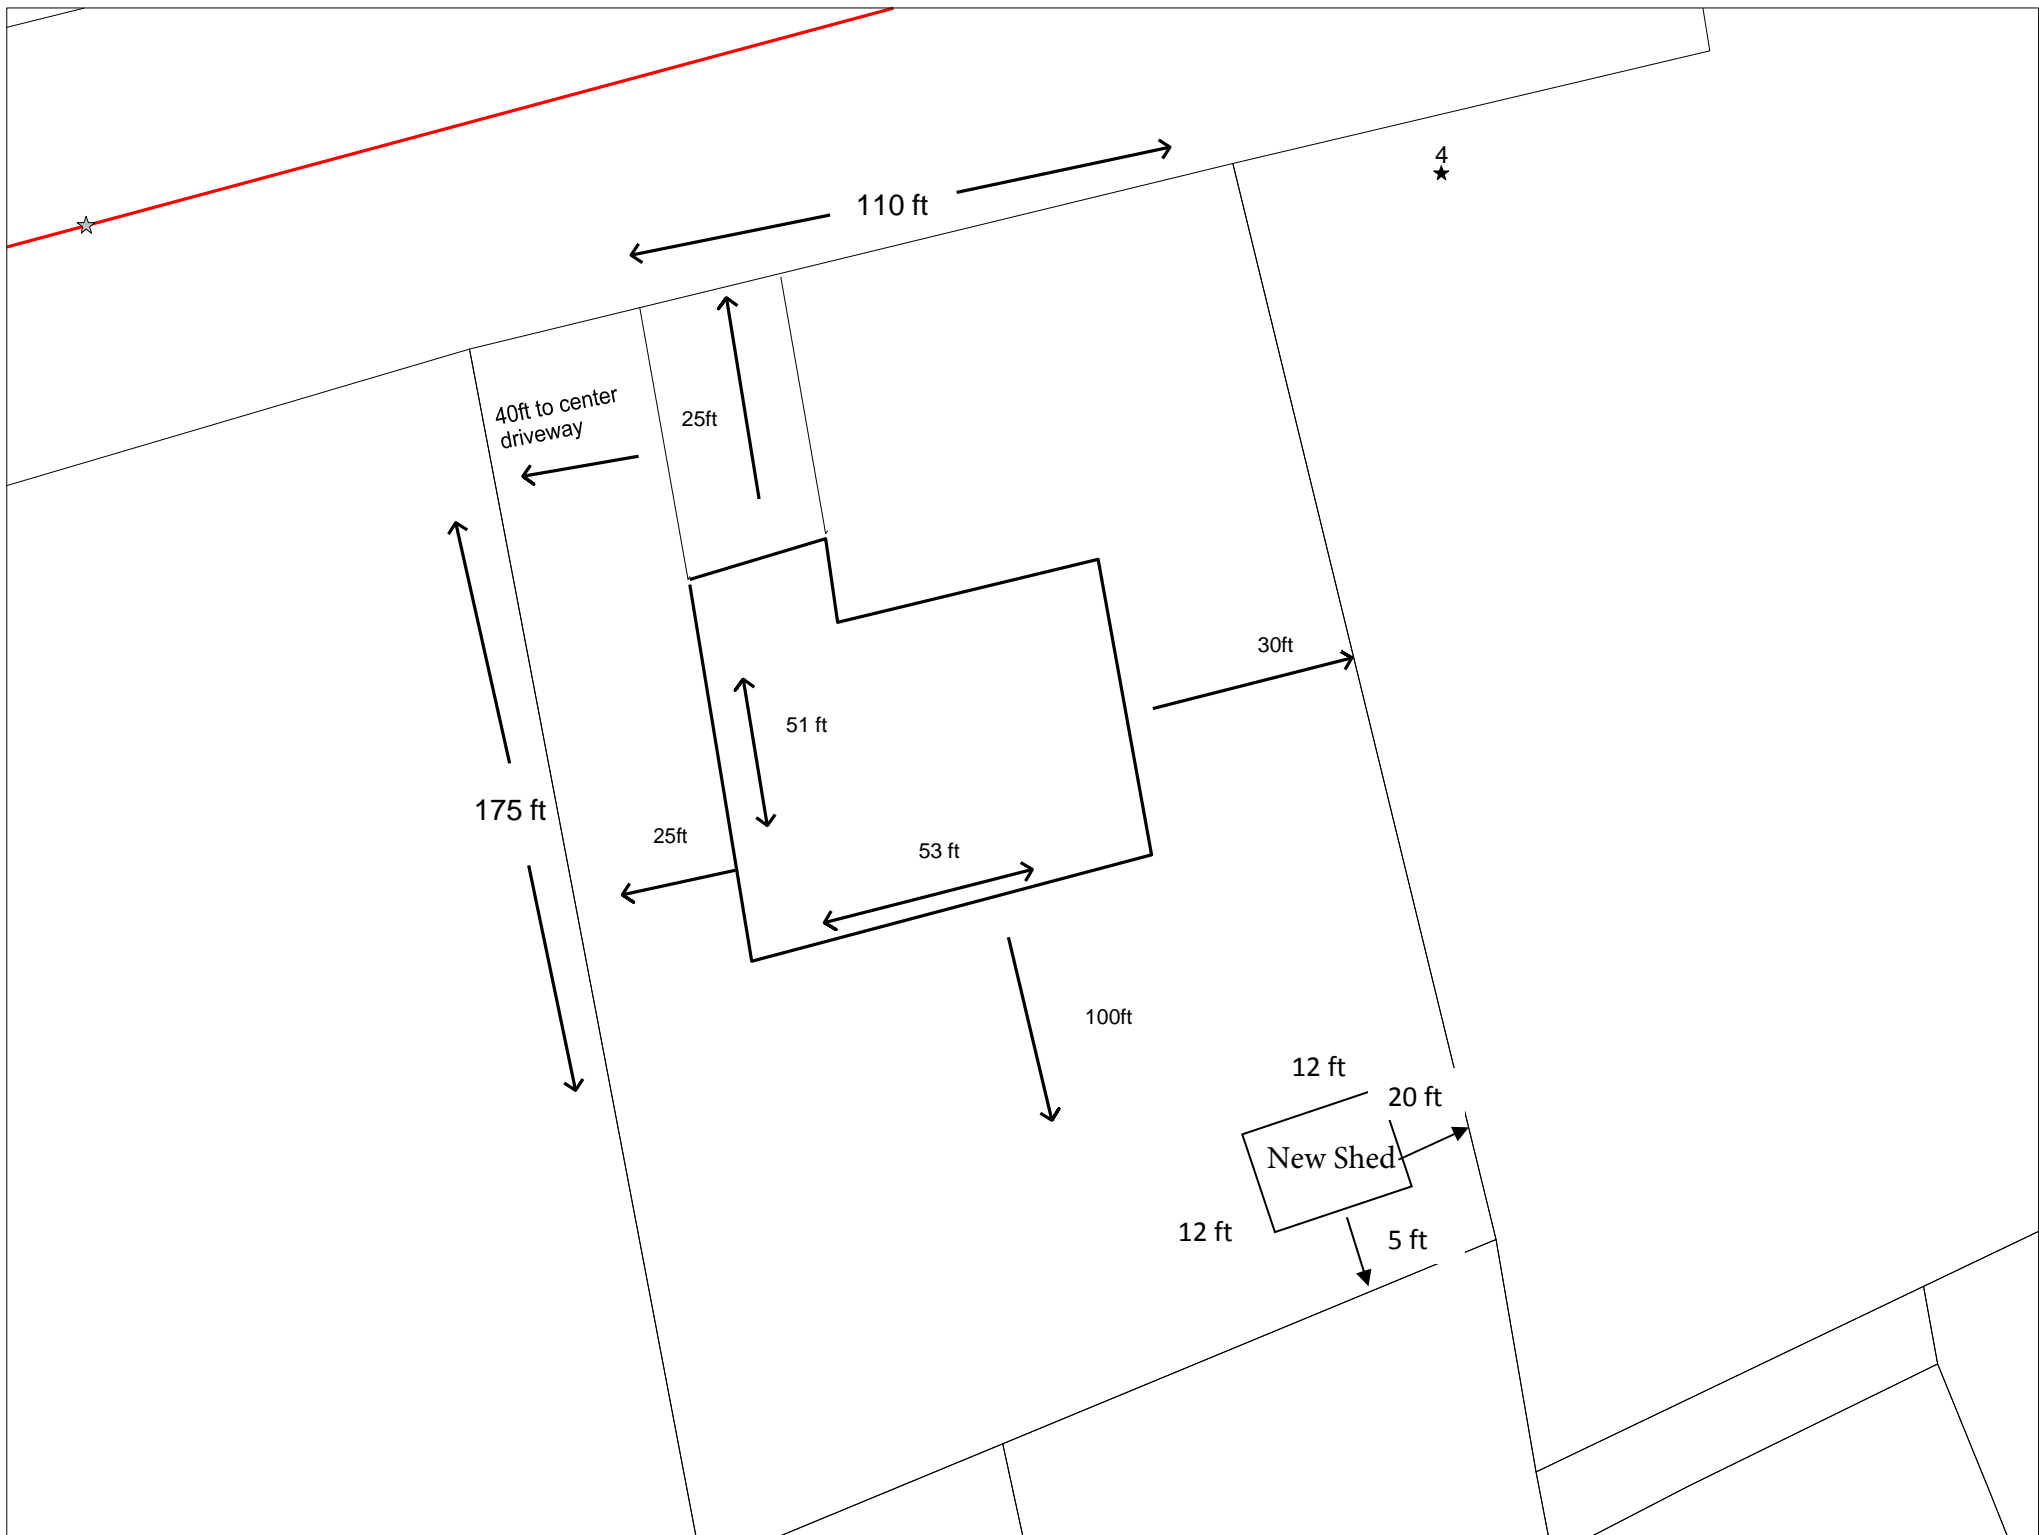 4
110 ft
40ft to center
driveway
25ft
30ft
51 ft
175 ft
25ft
53 ft
100ft
12 ft
20 ft
New Shed
12 ft
5 ft